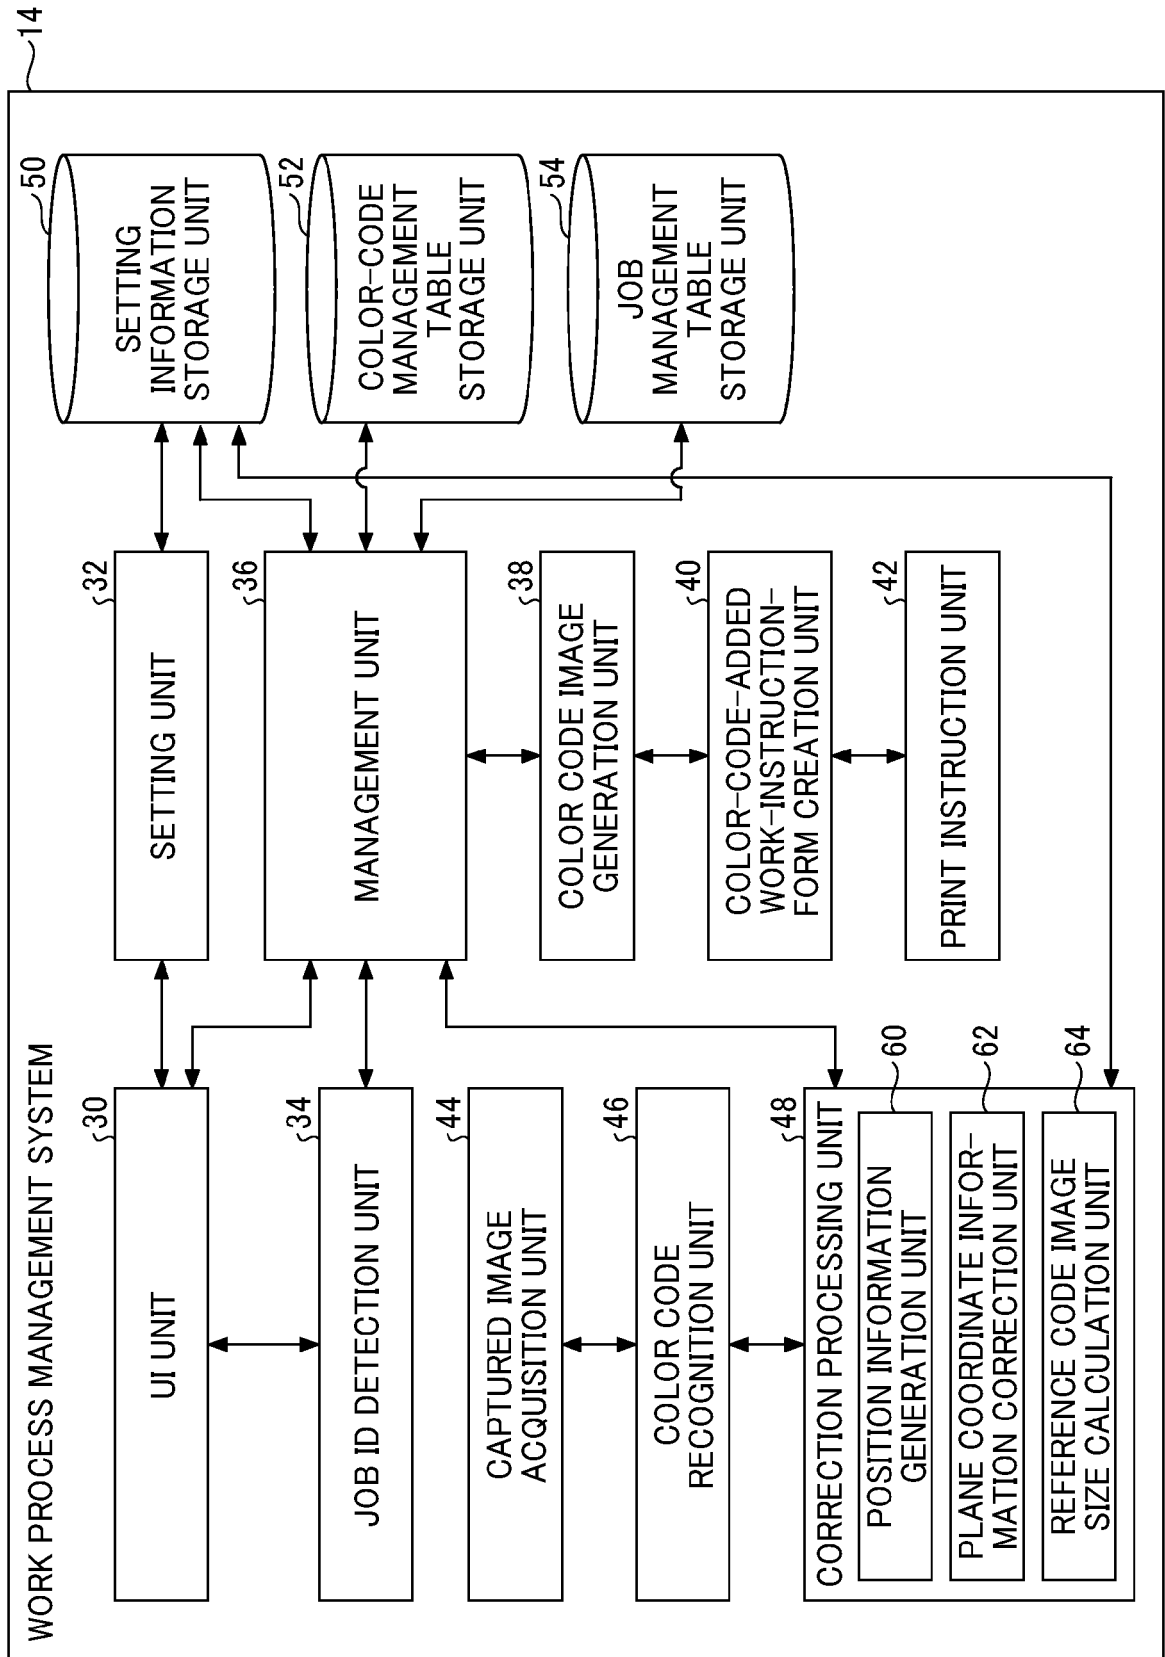 14
WORK PROCESS MANAGEMENT SYSTEM
30
UI UNIT
34
JOB ID DETECTION UNIT
44
CAPTURED IMAGE
ACQUISITION UNIT
46
COLOR CODE
RECOGNITION UNIT
48
CORRECTION PROCESSING UNIT
60
POSITION INFORMATION
GENERATION UNIT
62
PLANE COORDINATE INFOR-
MATION CORRECTION UNIT
64
REFERENCE CODE IMAGE
SIZE CALCULATION UNIT
32
SETTING UNIT
36
MANAGEMENT UNIT
38
COLOR CODE IMAGE
GENERATION UNIT
40
COLOR-CODE-ADDED
WORK-INSTRUCTION-
FORM CREATION UNIT
42
PRINT INSTRUCTION UNIT
50
SETTING
INFORMATION
STORAGE UNIT
52
COLOR-CODE
MANAGEMENT
TABLE
STORAGE UNIT
54
JOB
MANAGEMENT
TABLE
STORAGE UNIT